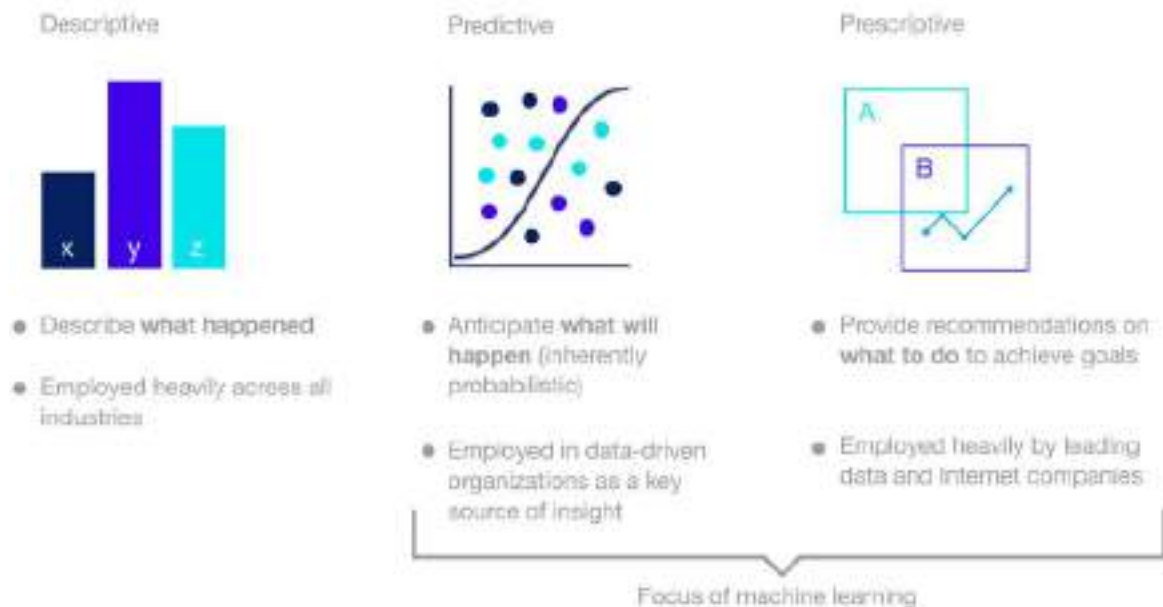 Descriptive
x
y
z
Describe what happened
Employed heavily across all
industries
Predictive
Anticipate what will
happen (inherently
probabilistic)
Employed in data-driven
organizations as a key
source of insight
Prescriptive
A
B
Provide recommendations on
what to do to achieve goals
Employed heavily by leading
data and Internet companies
Focus of machine learning